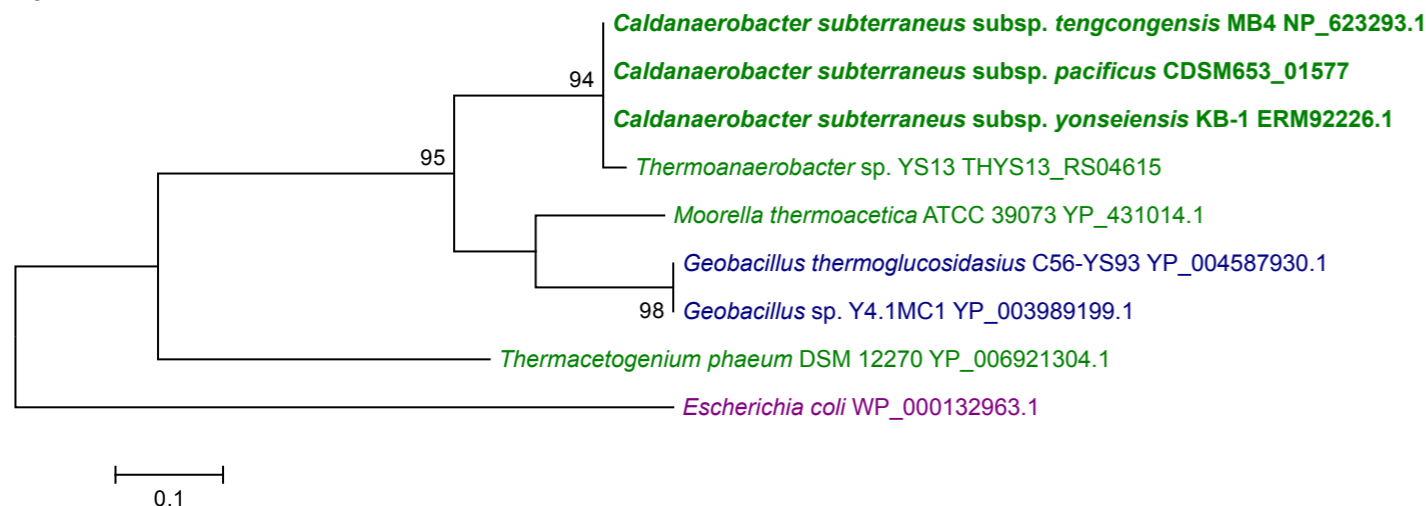 Caldanaerobacter subterraneus subsp. tengcongensis MB4 NP_623293.1
94
Caldanaerobacter subterraneus subsp. pacificus CDSM653_01577
Caldanaerobacter subterraneus subsp. yonseiensis KB-1 ERM92226.1
95
Thermoanaerobacter sp. YS13 THYS13_RS04615
Moorella thermoacetica ATCC 39073 YP_431014.1
Geobacillus thermoglucosidasius C56-YS93 YP_004587930.1
98
Geobacillus sp. Y4.1MC1 YP_003989199.1
Thermacetogenium phaeum DSM 12270 YP_006921304.1
Escherichia coli WP_000132963.1
0.1